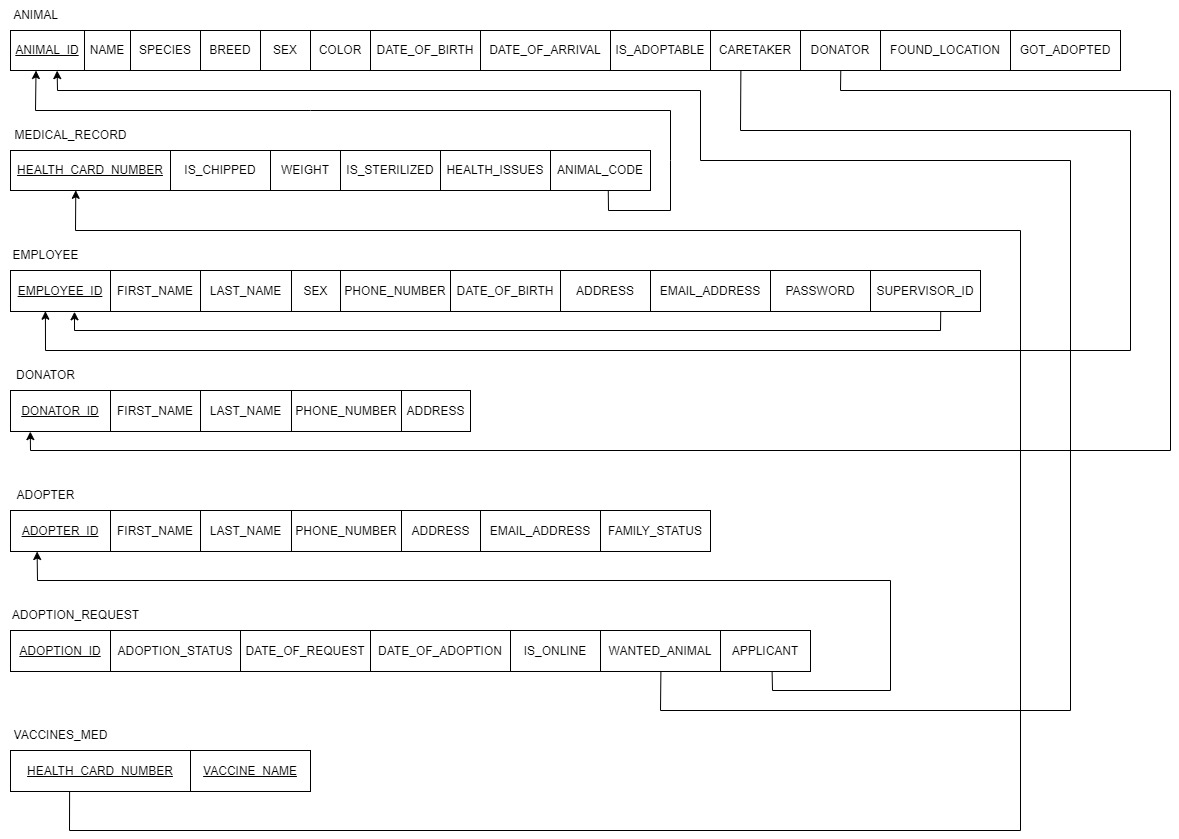 ANIMAL
ANIMAL_ID NAME SPECIES BREED SEX COLOR DATE_OF_BIRTH DATE_OF_ARRIVAL IS_ADOPTABLE CARETAKER DONATOR FOUND_LOCATION GOT_ADOPTED
MEDICAL_RECORD
HEALTH_CARD_NUMBER IS_CHIPPED WEIGHT IS_STERILIZED HEALTH_ISSUES ANIMAL_CODE
EMPLOYEE
EMPLOYEE_ID FIRST_NAME LAST_NAME SEX PHONE_NUMBER DATE_OF_BIRTH ADDRESS EMAIL_ADDRESS PASSWORD SUPERVISOR_ID
DONATOR
DONATOR_ID FIRST_NAME LAST_NAME PHONE_NUMBER ADDRESS
ADOPTER
ADOPTER_ID FIRST_NAME LAST_NAME PHONE_NUMBER ADDRESS EMAIL_ADDRESS FAMILY_STATUS
ADOPTION_REQUEST
ADOPTION_ID ADOPTION_STATUS DATE_OF_REQUEST DATE_OF_ADOPTION IS_ONLINE WANTED_ANIMAL APPLICANT
VACCINES_MED
HEALTH_CARD_NUMBER VACCINE_NAME